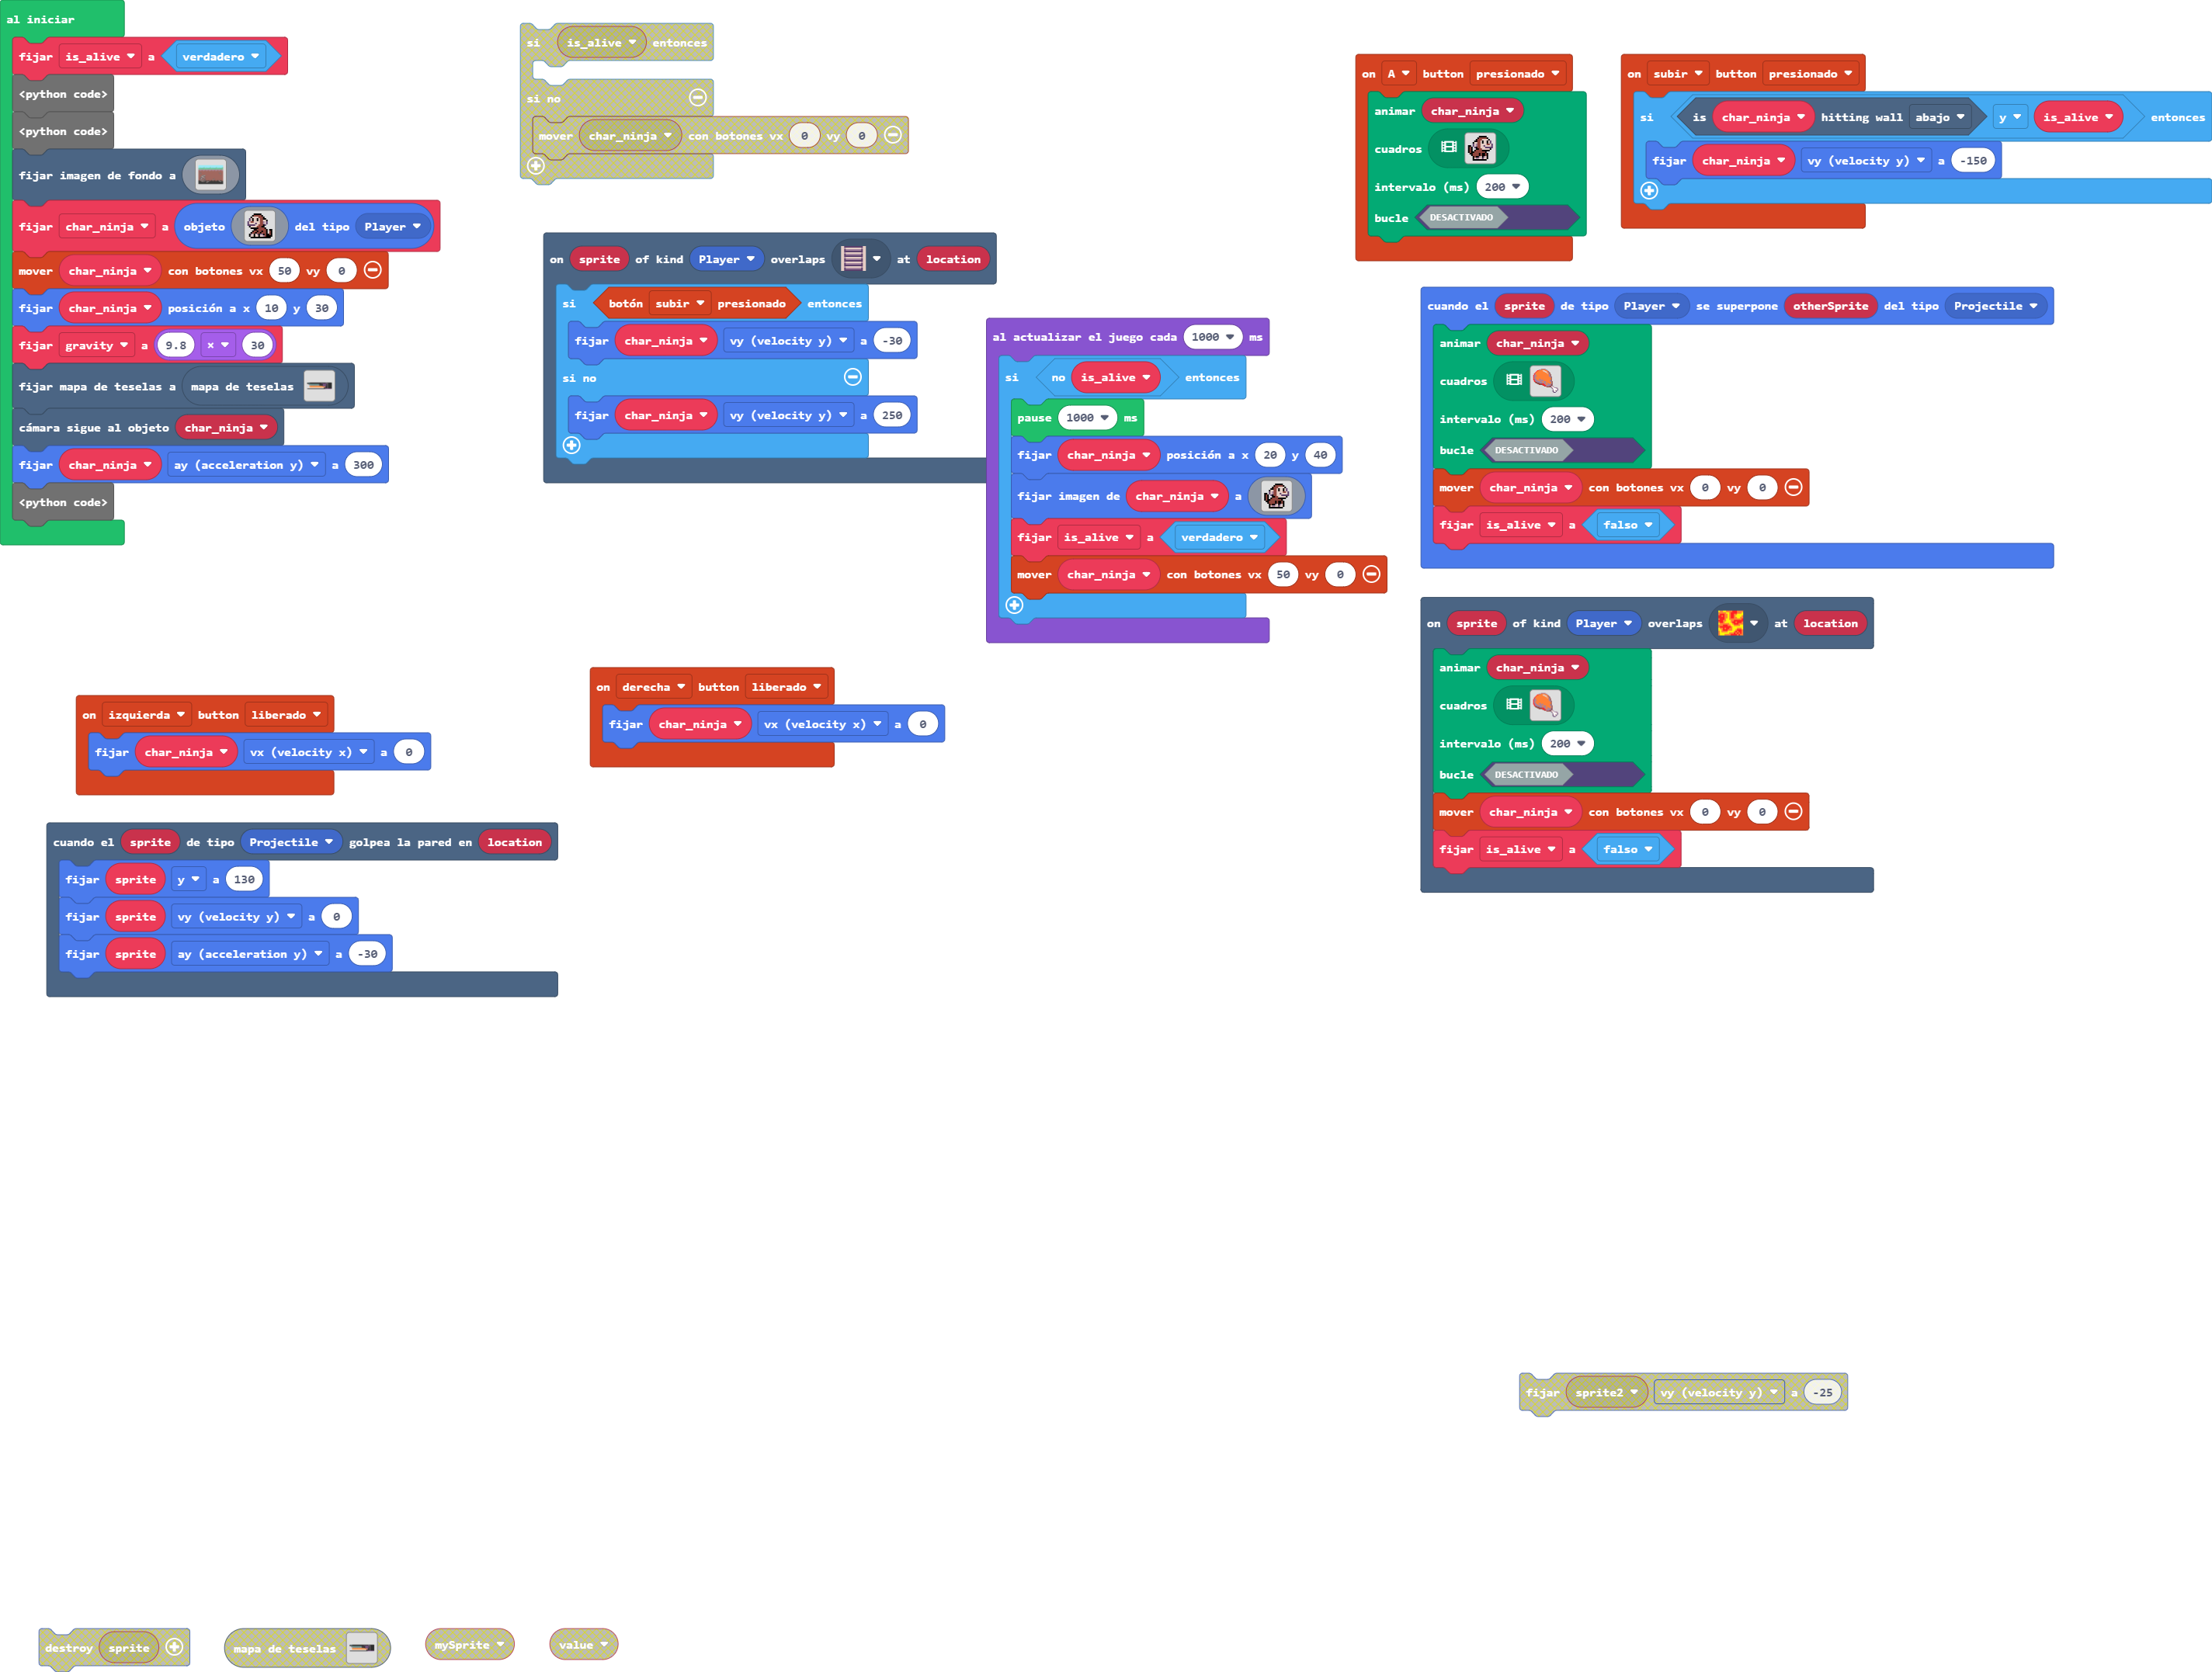 al iniciar
fijar is_alive a verdadero
<python code>
<python code>
fijar imagen de fondo a
fijar char_ninja a objeto del tipo Player
mover char_ninja con botones vx 50 vy 0
fijar char_ninja posición a x 10 y 30
fijar gravity a 9.8 × 30
fijar mapa de teselas a mapa de teselas
cámara sigue al objeto char_ninja
fijar char_ninja ay (acceleration y) a 300
<python code>
si is_alive entonces
si no
mover char_ninja con botones vx 0 vy 0
on sprite of kind Player overlaps at location
si botón subir presionado entonces
fijar char_ninja vy (velocity y) a -30
si no
fijar char_ninja vy (velocity y) a 250
al actualizar el juego cada 1000 ms
si no is_alive entonces
pause 1000 ms
fijar char_ninja posición a x 20 y 40
fijar imagen de char_ninja a
fijar is_alive a verdadero
mover char_ninja con botones vx 50 vy 0
on A button presionado
animar char_ninja
cuadros
intervalo (ms) 200
bucle DESACTIVADO
on subir button presionado
si is char_ninja hitting wall abajo y is_alive entonces
fijar char_ninja vy (velocity y) a -150
cuando el sprite de tipo Player se superpone otherSprite del tipo Projectile
animar char_ninja
cuadros
intervalo (ms) 200
bucle DESACTIVADO
mover char_ninja con botones vx 0 vy 0
fijar is_alive a falso
on sprite of kind Player overlaps at location
animar char_ninja
cuadros
intervalo (ms) 200
bucle DESACTIVADO
mover char_ninja con botones vx 0 vy 0
fijar is_alive a falso
on izquierda button liberado
fijar char_ninja vx (velocity x) a 0
on derecha button liberado
fijar char_ninja vx (velocity x) a 0
cuando el sprite de tipo Projectile golpea la pared en location
fijar sprite y a 130
fijar sprite vy (velocity y) a 0
fijar sprite ay (acceleration y) a -30
fijar sprite2 vy (velocity y) a -25
destroy sprite
mapa de teselas
mySprite
value